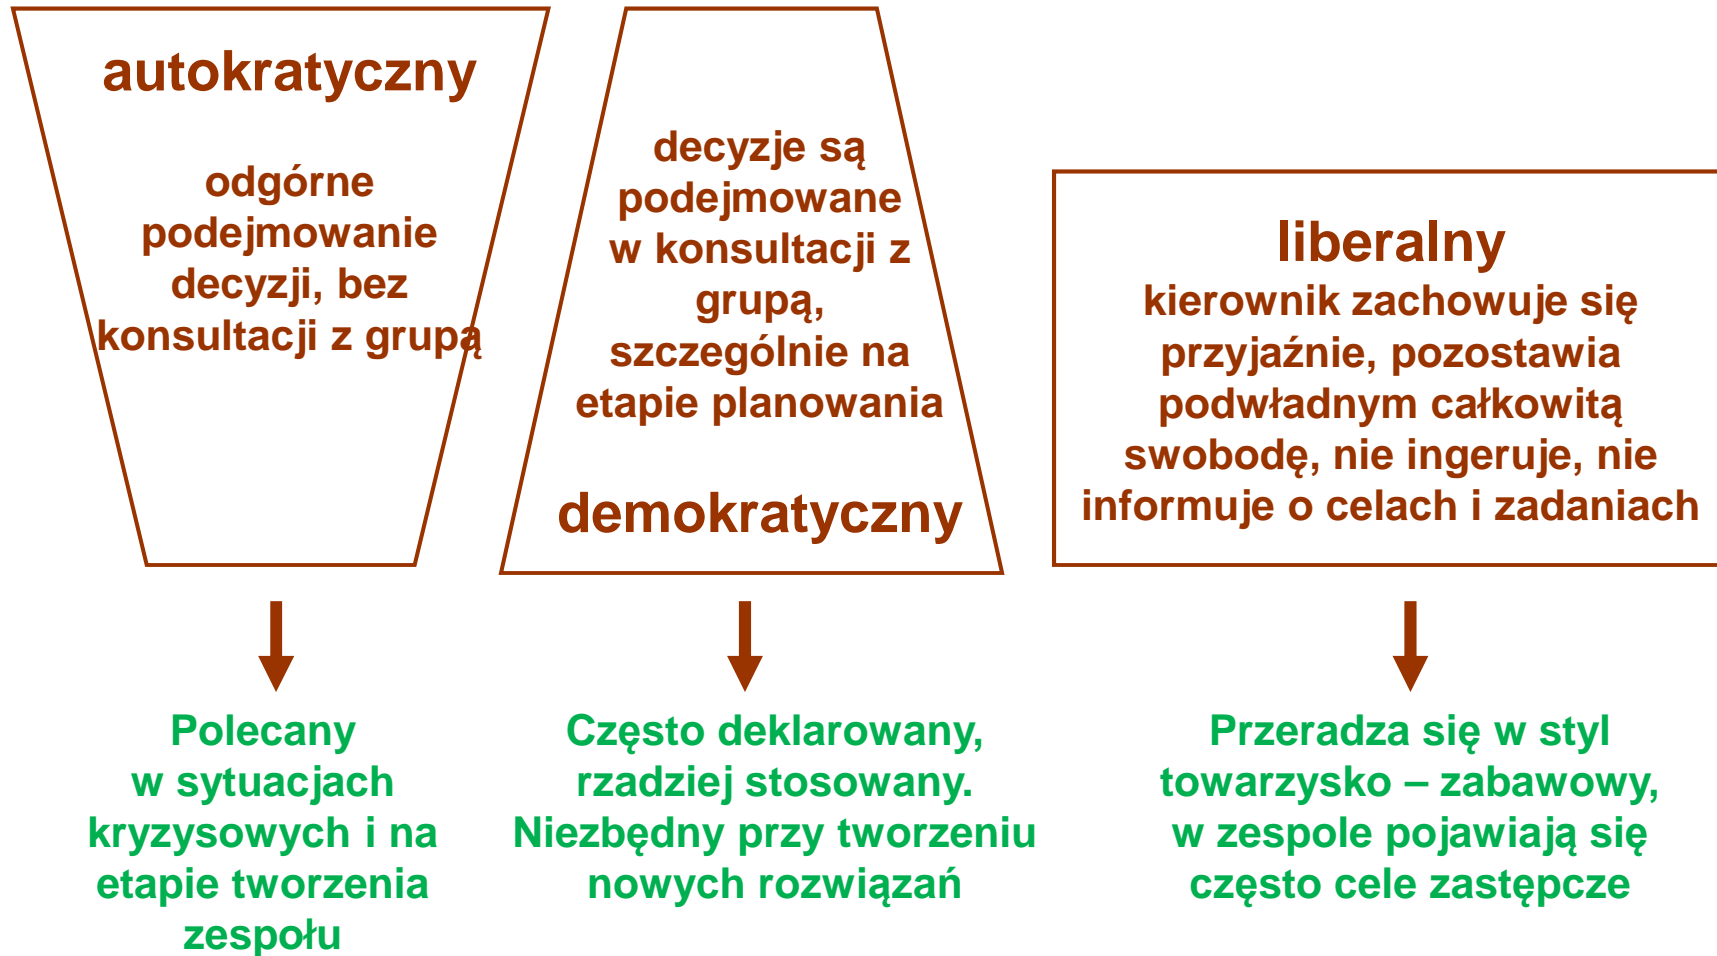 autokratyczny
odgórne
podejmowanie
decyzji, bez
konsultacji z grupą
decyzje są
podejmowane
w konsultacji z
grupą,
szczególnie na
etapie planowania
demokratyczny
liberalny
kierownik zachowuje się
przyjaźnie, pozostawia
podwładnym całkowitą
swobodę, nie ingeruje, nie
informuje o celach i zadaniach
Polecany
w sytuacjach
kryzysowych i na
etapie tworzenia
zespołu
Często deklarowany,
rzadziej stosowany.
Niezbędny przy tworzeniu
nowych rozwiązań
Przeradza się w styl
towarzysko – zabawowy,
w zespole pojawiają się
często cele zastępcze